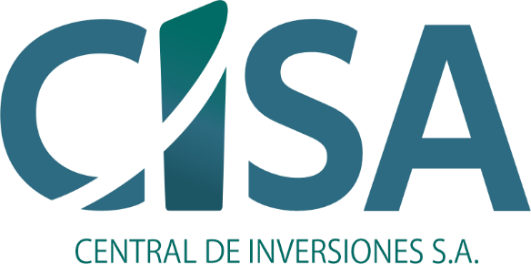 CISA
CENTRAL DE INVERSIONES S.A.